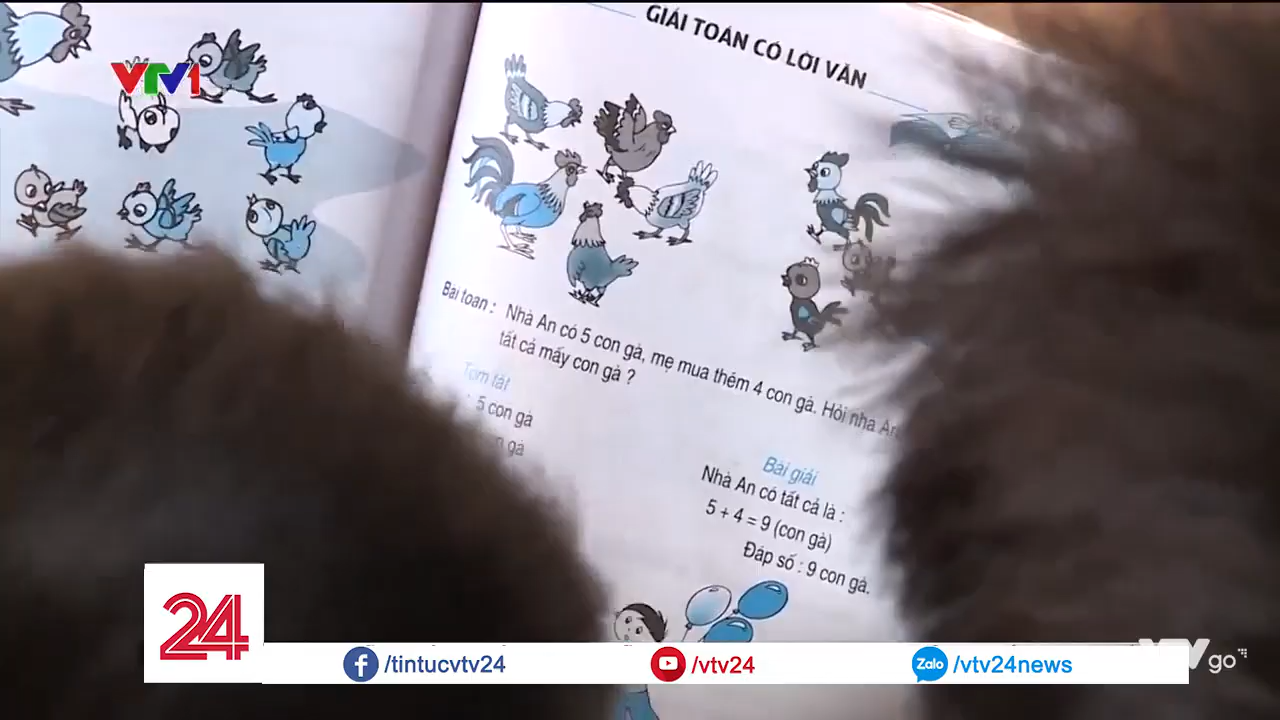 VTV1
GIẢI TOÁN CÓ LỜI VĂN
Bài toán : Nhà An có 5 con gà, mẹ mua thêm 4 con gà. Hỏi nhà An
tất cả mấy con gà ?
Tóm tắt
: 5 con gà
gà
Bài giải
Nhà An có tất cả là :
5 + 4 = 9 (con gà)
Đáp số : 9 con gà.
24
/tintucvtv24
/vtv24
Zalo /vtv24news
VTV go